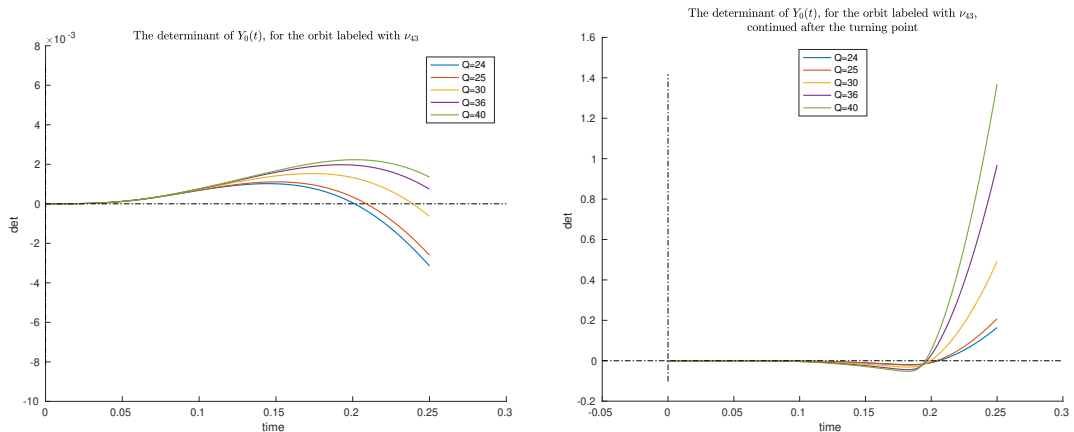 The determinant of Y₀(t), for the orbit labeled with ν₄₃
×10⁻³
8
6
4
2
0
-2
-4
-6
-8
-10
det
0
0.05
0.1
0.15
0.2
0.25
0.3
time
Q=24
Q=25
Q=30
Q=36
Q=40
The determinant of Y₀(t), for the orbit labeled with ν₄₃,
continued after the turning point
1.6
1.4
1.2
1
0.8
0.6
0.4
0.2
0
-0.2
det
-0.05
0
0.05
0.1
0.15
0.2
0.25
0.3
time
Q=24
Q=25
Q=30
Q=36
Q=40